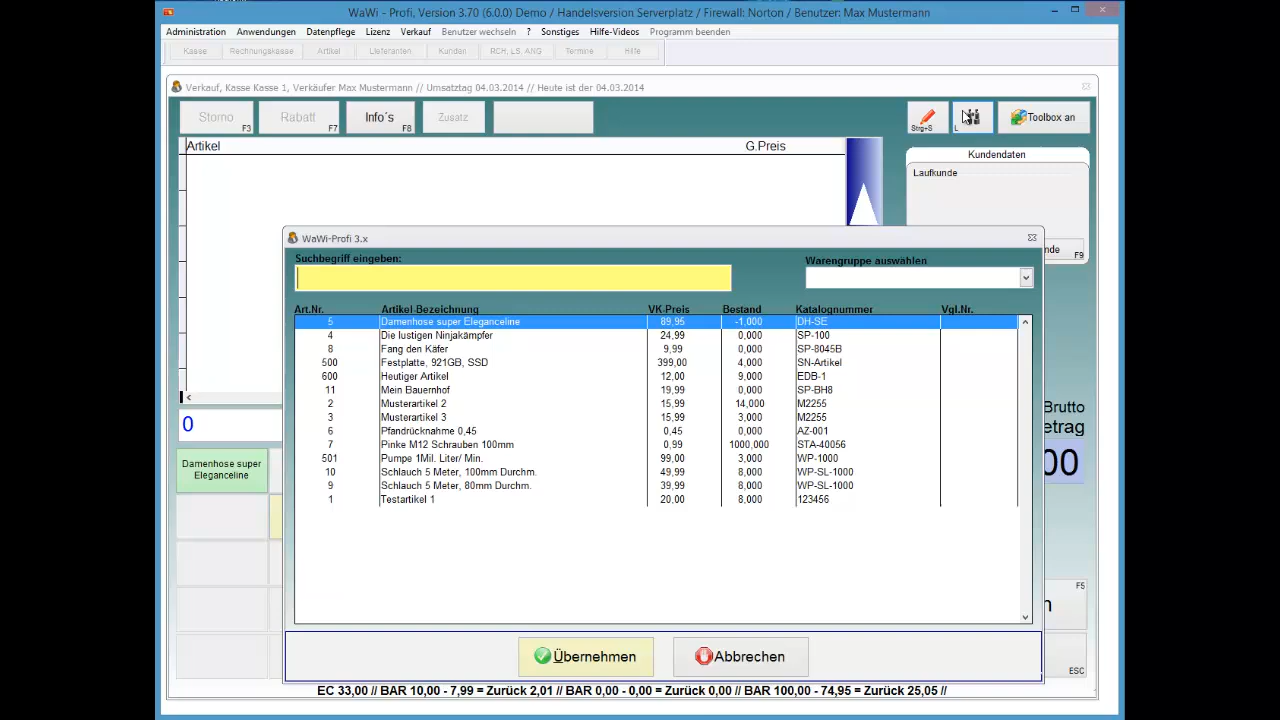 WaWi - Profi, Version 3.70 (6.0.0) Demo / Handelsversion Serverplatz / Firewall: Norton / Benutzer: Max Mustermann
Administration Anwendungen Datenpflege Lizenz Verkauf Benutzer wechseln ? Sonstiges Hilfe-Videos Programm beenden
Kasse Rechnungskasse Artikel Lieferanten Kunden RCH, LS, ANG Termine Hilfe
Verkauf, Kasse Kasse 1, Verkäufer Max Mustermann // Umsatztag 04.03.2014 // Heute ist der 04.03.2014
Storno F3 Rabatt F7 Info´s F8 Zusatz Strg+S L Toolbox an
Artikel G.Preis
Kundendaten
Laufkunde
nde F9
WaWi-Profi 3.x
Suchbegriff eingeben: Warengruppe auswählen
Art.Nr. Artikel-Bezeichnung VK-Preis Bestand Katalognummer Vgl.Nr.
5 Damenhose super Eleganceline 89,95 -1,000 DH-SE
4 Die lustigen Ninjakämpfer 24,99 0,000 SP-100
8 Fang den Käfer 9,99 0,000 SP-8045B
500 Festplatte, 921GB, SSD 399,00 4,000 SN-Artikel
600 Heutiger Artikel 12,00 9,000 EDB-1
11 Mein Bauernhof 19,99 0,000 SP-BH8
2 Musterartikel 2 15,99 14,000 M2255
3 Musterartikel 3 15,99 3,000 M2255
6 Pfandrücknahme 0,45 0,45 0,000 AZ-001
7 Pinke M12 Schrauben 100mm 0,99 1000,000 STA-40056
501 Pumpe 1Mil. Liter/ Min. 99,00 3,000 WP-1000
10 Schlauch 5 Meter, 100mm Durchm. 49,99 8,000 WP-SL-1000
9 Schlauch 5 Meter, 80mm Durchm. 39,99 8,000 WP-SL-1000
1 Testartikel 1 20,00 8,000 123456
0
Brutto
etrag
00
Damenhose super
Eleganceline
F5
n
ESC
Übernehmen Abbrechen
EC 33,00 // BAR 10,00 - 7,99 = Zurück 2,01 // BAR 0,00 - 0,00 = Zurück 0,00 // BAR 100,00 - 74,95 = Zurück 25,05 //